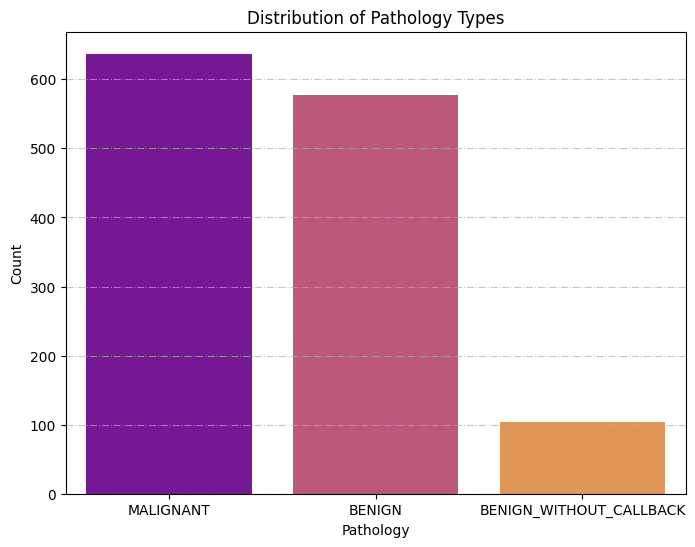 Distribution of Pathology Types
Count
600
500
400
300
200
100
0
MALIGNANT
BENIGN
BENIGN_WITHOUT_CALLBACK
Pathology